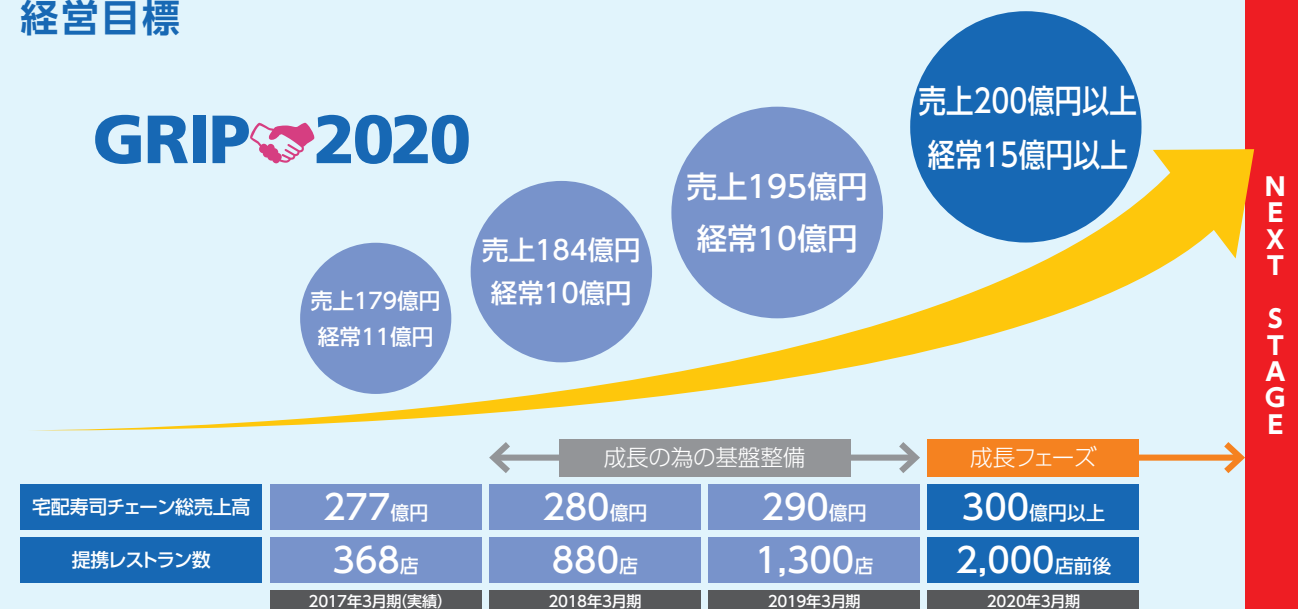 経営目標
GRIP 2020
売上179億円
経常11億円
売上184億円
経常10億円
売上195億円
経常10億円
売上200億円以上
経常15億円以上
NEXT STAGE
成長の為の基盤整備
成長フェーズ
宅配寿司チェーン総売上高 277億円 280億円 290億円 300億円以上
提携レストラン数 368店 880店 1,300店 2,000店前後
2017年3月期(実績) 2018年3月期 2019年3月期 2020年3月期